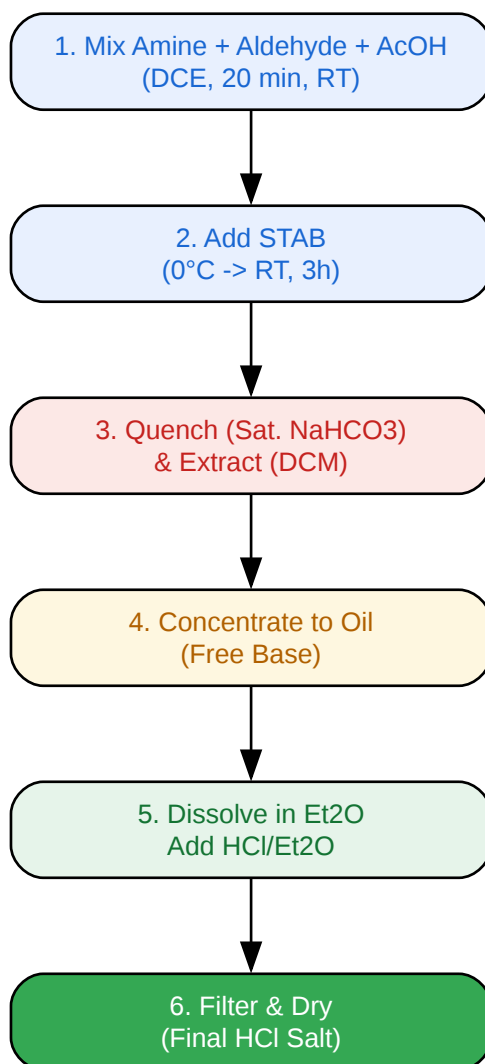 1. Mix Amine + Aldehyde + AcOH
(DCE, 20 min, RT)
2. Add STAB
(0°C -> RT, 3h)
3. Quench (Sat. NaHCO3)
& Extract (DCM)
4. Concentrate to Oil
(Free Base)
5. Dissolve in Et2O
Add HCl/Et2O
6. Filter & Dry
(Final HCl Salt)